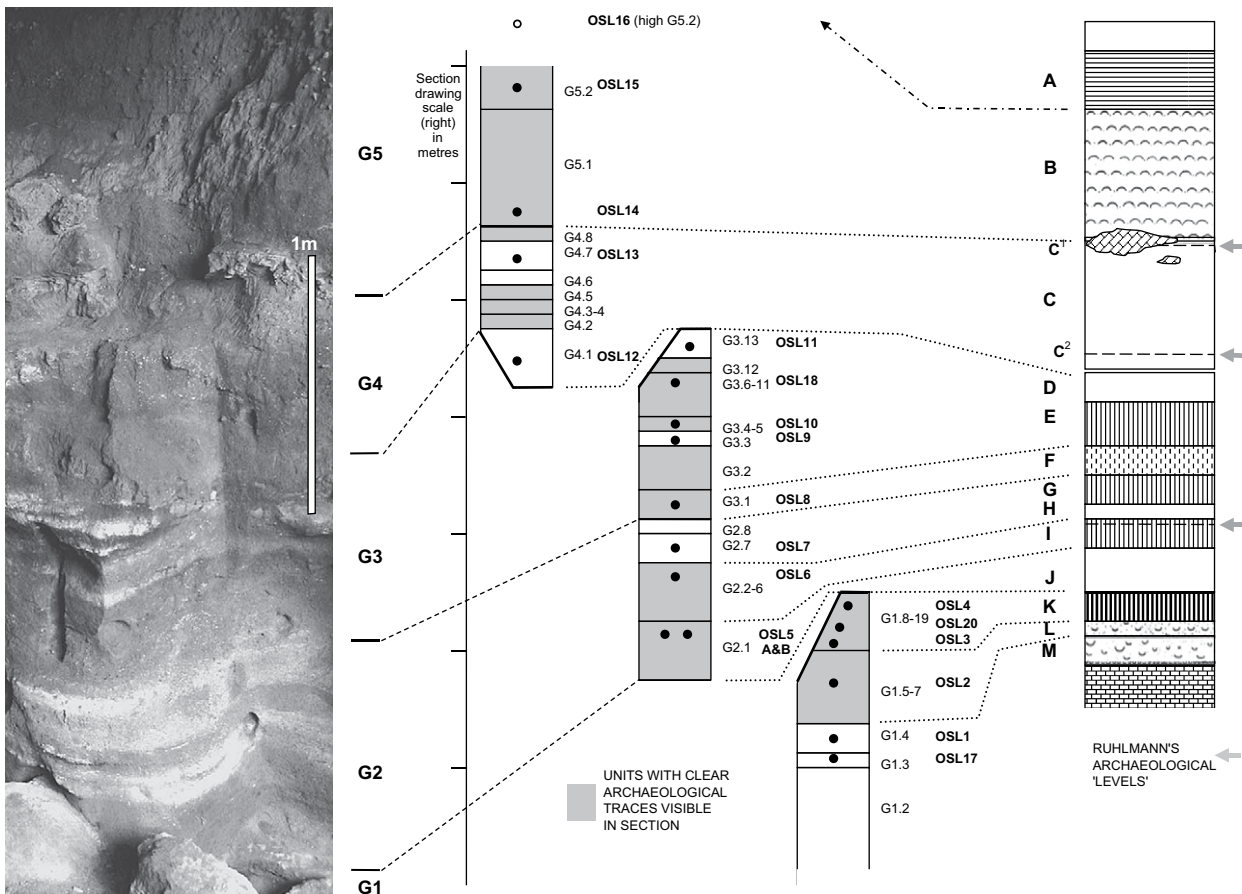 1m
G5
G4
G3
G2
G1
Section
drawing
scale
(right)
in
metres
OSL16 (high G5.2)
G5.2 OSL15
G5.1
OSL14
G4.8
G4.7 OSL13
G4.6
G4.5
G4.3-4
G4.2
G4.1 OSL12
G3.13 OSL11
G3.12
G3.6-11 OSL18
G3.4-5 OSL10
G3.3 OSL9
G3.2
G3.1 OSL8
G2.8
G2.7 OSL7
OSL6
G2.2-6
G2.1 OSL5
A&B
G1.8-19 OSL4
OSL20
OSL3
G1.5-7 OSL2
G1.4 OSL1
G1.3 OSL17
G1.2
UNITS WITH CLEAR
ARCHAEOLOGICAL
TRACES VISIBLE
IN SECTION
A
B
C¹
C
C²
D
E
F
G
H
I
J
K
L
M
RUHLMANN'S
ARCHAEOLOGICAL
'LEVELS'